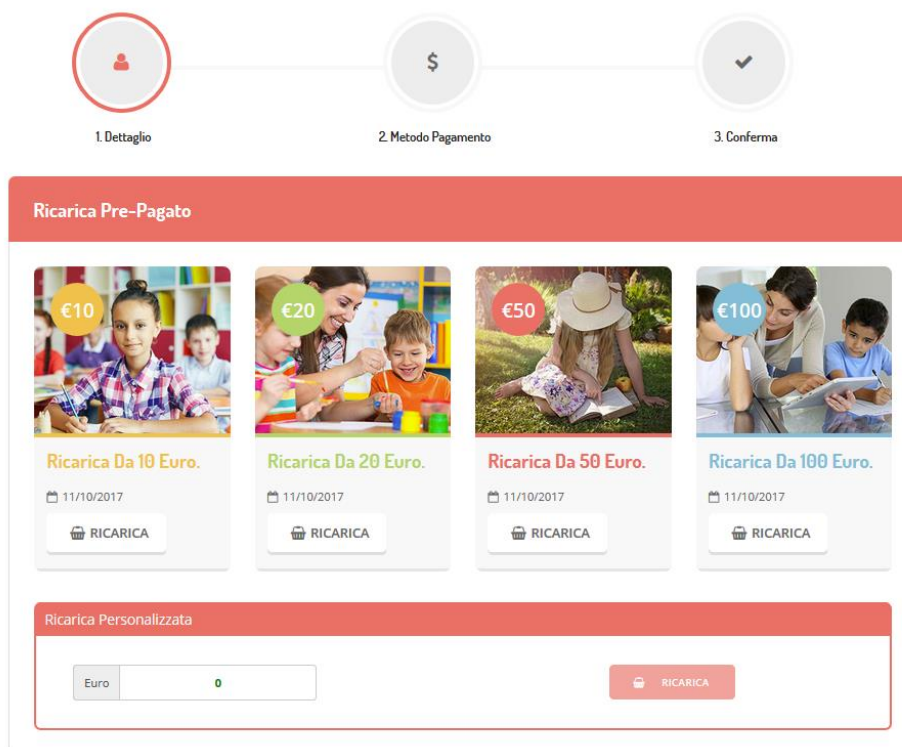 $
1. Dettaglio
2. Metodo Pagamento
3. Conferma
Ricarica Pre-Pagato
€10
€20
€50
€100
Ricarica Da 10 Euro.
Ricarica Da 20 Euro.
Ricarica Da 50 Euro.
Ricarica Da 100 Euro.
11/10/2017
11/10/2017
11/10/2017
11/10/2017
RICARICA
RICARICA
RICARICA
RICARICA
Ricarica Personalizzata
Euro
0
RICARICA